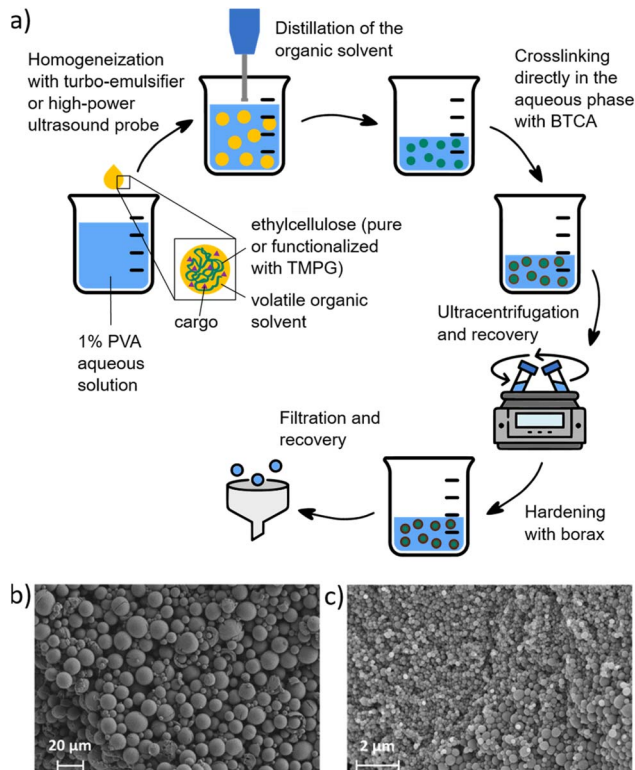 a)
Homogeneization
with turbo-emulsifier
or high-power
ultrasound probe
Distillation of the
organic solvent
Crosslinking
directly in the
aqueous phase
with BTCA
ethylcellulose (pure
or functionalized
with TMPG)
volatile organic
solvent
cargo
1% PVA
aqueous
solution
Ultracentrifugation
and recovery
Filtration and
recovery
Hardening
with borax
b)
20 µm
c)
2 µm